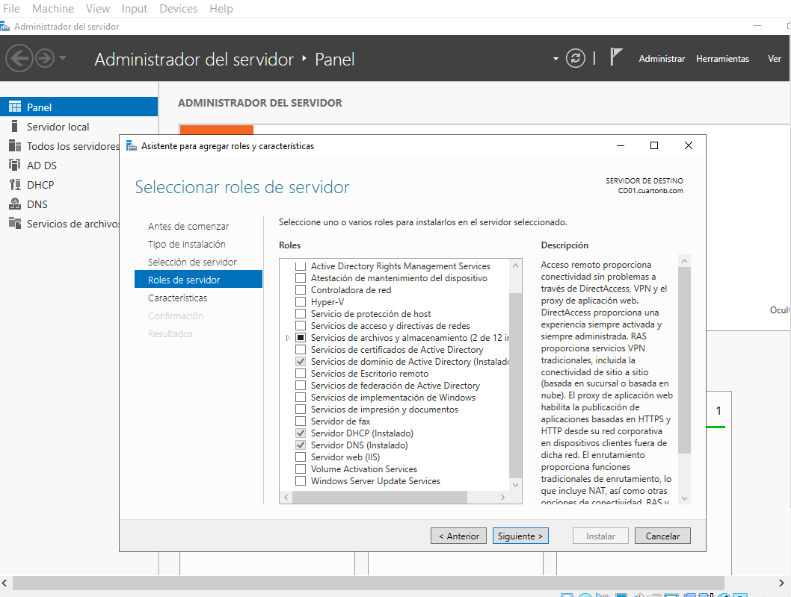 File Machine View Input Devices Help
Administrador del servidor
Administrador del servidor • Panel
Administrar Herramientas Ver
Panel
Servidor local
Todos los servidores
AD DS
DHCP
DNS
Servicios de archivos
ADMINISTRADOR DEL SERVIDOR
Asistente para agregar roles y características
Seleccionar roles de servidor
SERVIDOR DE DESTINO
CD01.cuartonb.com
Antes de comenzar
Tipo de instalación
Selección de servidor
Roles de servidor
Características
Confirmación
Resultados
Seleccione uno o varios roles para instalarlos en el servidor seleccionado.
Roles
Active Directory Rights Management Services
Atestación de mantenimiento del dispositivo
Controladora de red
Hyper-V
Servicio de protección de host
Servicios de acceso y directivas de redes
Servicios de archivos y almacenamiento (2 de 12 in
Servicios de certificados de Active Directory
Servicios de dominio de Active Directory (Instalado
Servicios de Escritorio remoto
Servicios de federación de Active Directory
Servicios de implementación de Windows
Servicios de impresión y documentos
Servidor de fax
Servidor DHCP (Instalado)
Servidor DNS (Instalado)
Servidor web (IIS)
Volume Activation Services
Windows Server Update Services
Descripción
Acceso remoto proporciona
conectividad sin problemas a
través de DirectAccess, VPN y el
proxy de aplicación web.
DirectAccess proporciona una
experiencia siempre activada y
siempre administrada. RAS
proporciona servicios VPN
tradicionales, incluida la
conectividad de sitio a sitio
(basada en sucursal o basada en
nube). El proxy de aplicación web
habilita la publicación de
aplicaciones basadas en HTTPS y
HTTP desde su red corporativa
en dispositivos clientes fuera de
dicha red. El enrutamiento
proporciona funciones
tradicionales de enrutamiento, lo
que incluye NAT, así como otras
opciones de conectividad. RAS y
Ocul
1
< Anterior
Siguiente >
Instalar
Cancelar